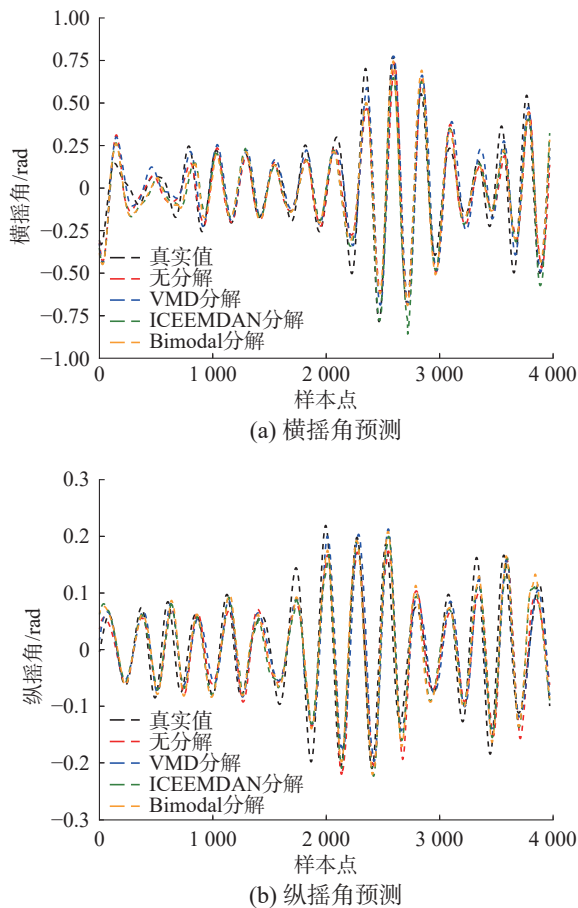 1.00
0.75
0.50
0.25
0
−0.25
−0.50
−0.75
−1.00
横摇角/rad
真实值
无分解
VMD分解
ICEEMDAN分解
Bimodal分解
0 1 000 2 000 3 000 4 000
样本点
(a) 横摇角预测
0.3
0.2
0.1
0
−0.1
−0.2
−0.3
纵摇角/rad
真实值
无分解
VMD分解
ICEEMDAN分解
Bimodal分解
0 1 000 2 000 3 000 4 000
样本点
(b) 纵摇角预测